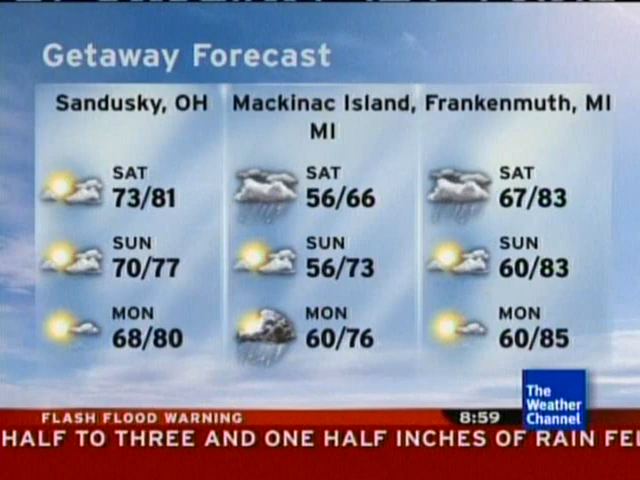 Getaway Forecast
Sandusky, OH
SAT
73/81
SUN
70/77
MON
68/80
Mackinac Island,
MI
SAT
56/66
SUN
56/73
MON
60/76
Frankenmuth, MI
SAT
67/83
SUN
60/83
MON
60/85
The
Weather
Channel
FLASH FLOOD WARNING
8:59
HALF TO THREE AND ONE HALF INCHES OF RAIN FEL